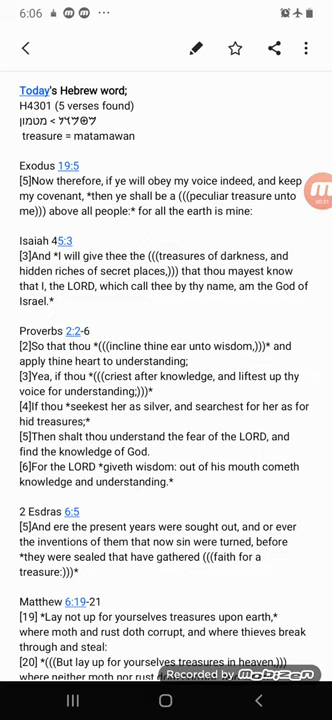 6:06
Today's Hebrew word;
H4301 (5 verses found)
מטמון
treasure = matamawan
Exodus 19:5
[5]Now therefore, if ye will obey my voice indeed, and keep
my covenant, *then ye shall be a (((peculiar treasure unto
me))) above all people:* for all the earth is mine:
Isaiah 45:3
[3]And *I will give thee the (((treasures of darkness, and
hidden riches of secret places,))) that thou mayest know
that I, the LORD, which call thee by thy name, am the God of
Israel.*
Proverbs 2:2-6
[2]So that thou *(((incline thine ear unto wisdom,)))* and
apply thine heart to understanding;
[3]Yea, if thou *(((criest after knowledge, and liftest up thy
voice for understanding;)))*
[4]If thou *seekest her as silver, and searchest for her as for
hid treasures;*
[5]Then shalt thou understand the fear of the LORD, and
find the knowledge of God.
[6]For the LORD *giveth wisdom: out of his mouth cometh
knowledge and understanding.*
2 Esdras 6:5
[5]And ere the present years were sought out, and or ever
the inventions of them that now sin were turned, before
*they were sealed that have gathered (((faith for a
treasure:)))*
Matthew 6:19-21
[19] *Lay not up for yourselves treasures upon earth,*
where moth and rust doth corrupt, and where thieves break
through and steal:
[20] *(((But lay up for yourselves treasures in heaven,)))
where neither moth nor rust
Recorded by Mobizen